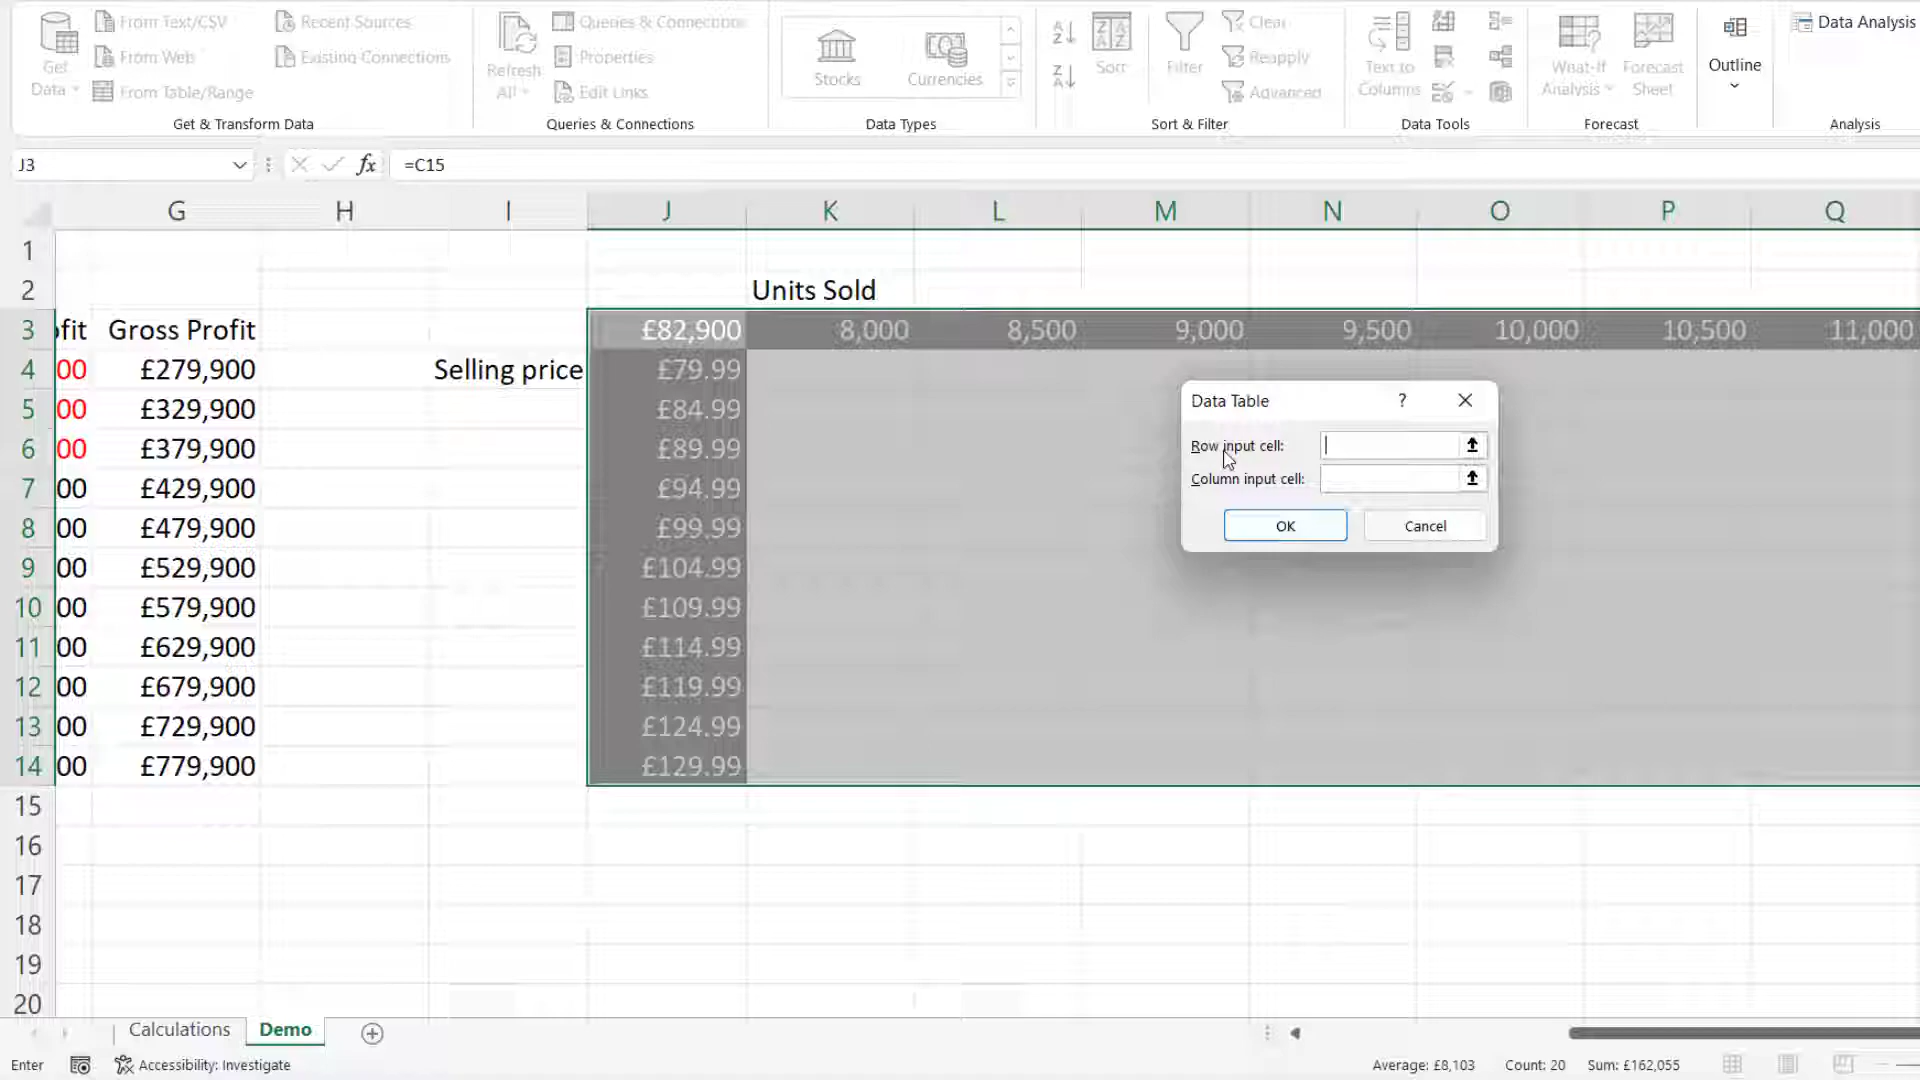 Get Data
From Text/CSV
From Web
From Table/Range
Recent Sources
Existing Connections
Get & Transform Data
Refresh All
Queries & Connections
Properties
Edit Links
Queries & Connections
Stocks
Currencies
Data Types
Sort
Filter
Clear
Reapply
Advanced
Sort & Filter
Text to Columns
Data Tools
What-If Analysis
Forecast Sheet
Forecast
Outline
Data Analysis
Analysis
J3
fx
=C15
G H I J K L M N O P Q
1
2 Units Sold
3 ofit Gross Profit £82,900 8,000 8,500 9,000 9,500 10,000 10,500 11,000
4 00 £279,900 Selling price £79.99
5 00 £329,900 £84.99
6 00 £379,900 £89.99
7 00 £429,900 £94.99
8 00 £479,900 £99.99
9 00 £529,900 £104.99
10 00 £579,900 £109.99
11 00 £629,900 £114.99
12 00 £679,900 £119.99
13 00 £729,900 £124.99
14 00 £779,900 £129.99
15
16
17
18
19
20
Data Table ?
Row input cell:
Column input cell:
OK Cancel
Calculations Demo
Enter Accessibility: Investigate Average: £8,103 Count: 20 Sum: £162,055